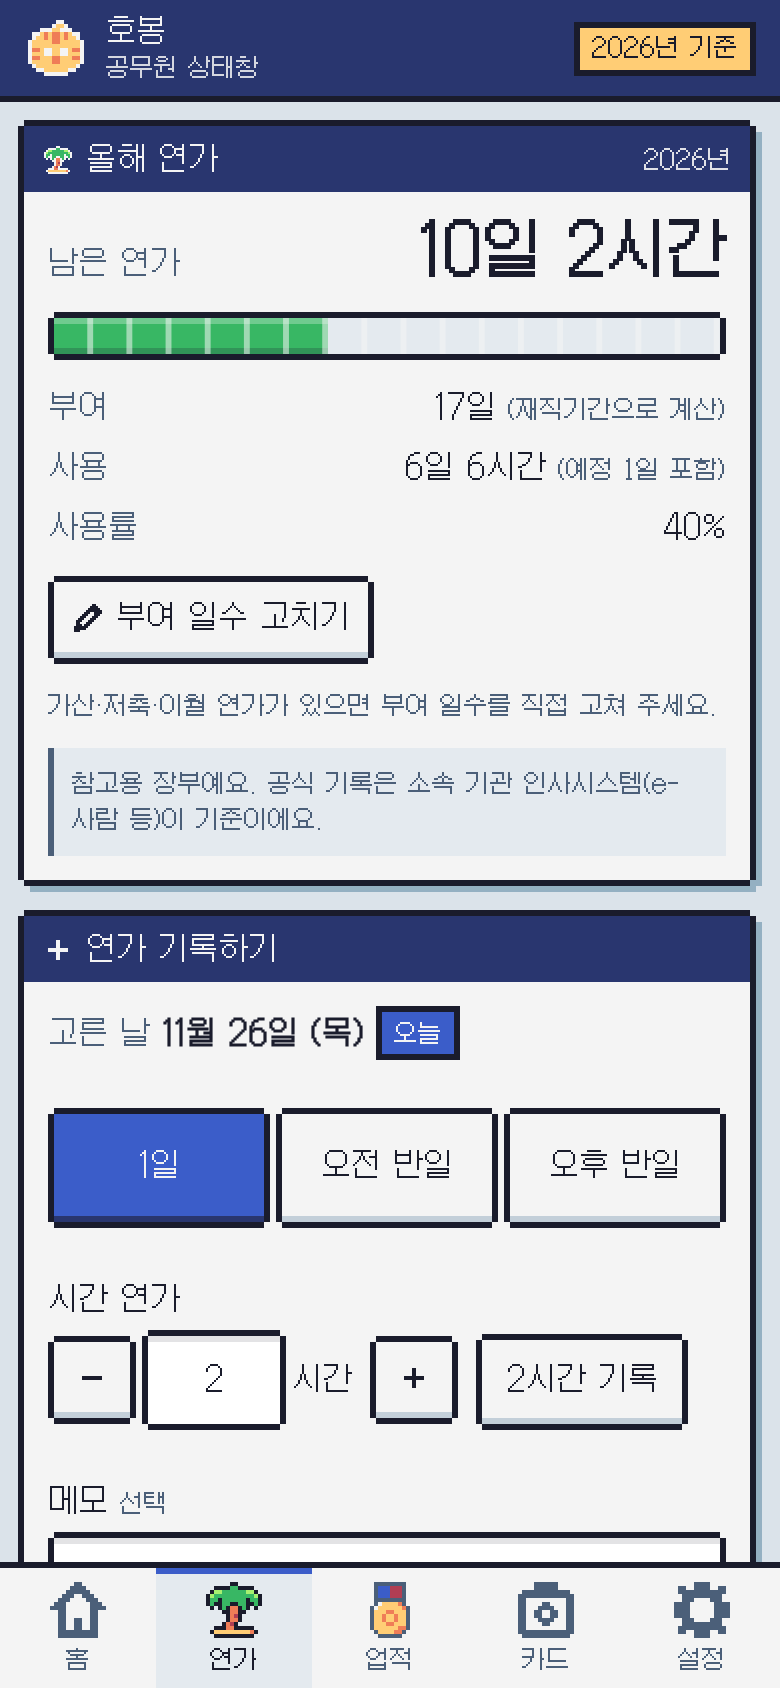 호봉
공무원 상태창
2026년 기준
올해 연가
2026년
남은 연가
10일 2시간
부여
17일 (재직기간으로 계산)
사용
6일 6시간 (예정 1일 포함)
사용률
40%
부여 일수 고치기
가산·저축·이월 연가가 있으면 부여 일수를 직접 고쳐 주세요.
참고용 장부예요. 공식 기록은 소속 기관 인사시스템(e-
사람 등)이 기준이에요.
+ 연가 기록하기
고른 날 11월 26일 (목) 오늘
1일
오전 반일
오후 반일
시간 연가
−
2
시간
+
2시간 기록
메모 선택
홈
연가
업적
카드
설정